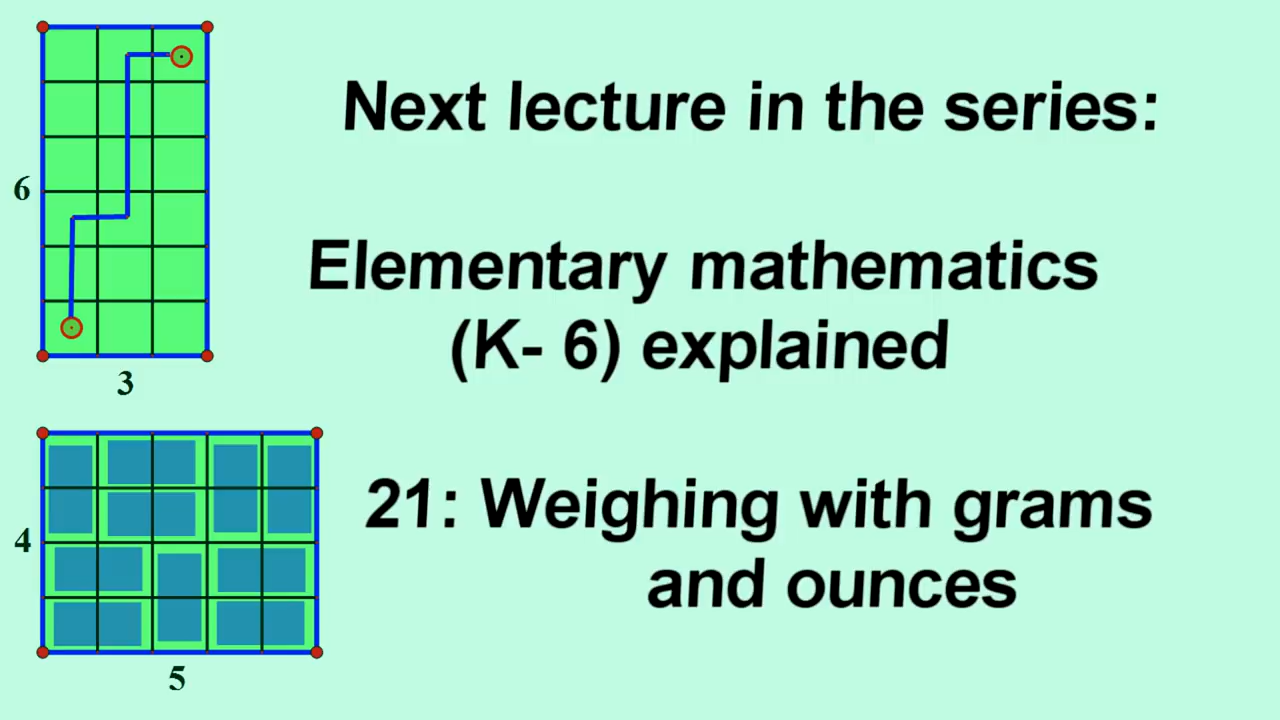 Next lecture in the series:
Elementary mathematics
(K- 6) explained
21: Weighing with grams
and ounces
6
3
4
5